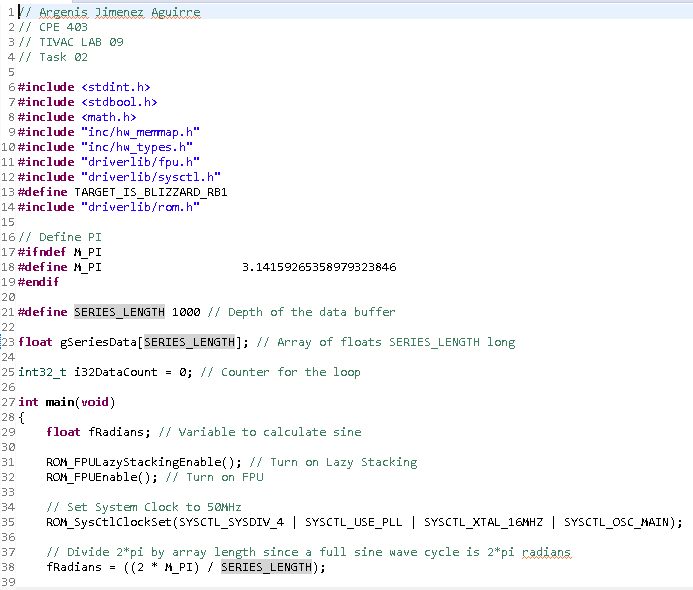 1 // Argenis Jimenez Aguirre
2 // CPE 403
3 // TIVAC LAB 09
4 // Task 02
5
6 #include <stdint.h>
7 #include <stdbool.h>
8 #include <math.h>
9 #include "inc/hw_memmap.h"
10 #include "inc/hw_types.h"
11 #include "driverlib/fpu.h"
12 #include "driverlib/sysctl.h"
13 #define TARGET_IS_BLIZZARD_RB1
14 #include "driverlib/rom.h"
15
16 // Define PI
17 #ifndef M_PI
18 #define M_PI                    3.14159265358979323846
19 #endif
20
21 #define SERIES_LENGTH 1000 // Depth of the data buffer
22
23 float gSeriesData[SERIES_LENGTH]; // Array of floats SERIES_LENGTH long
24
25 int32_t i32DataCount = 0; // Counter for the loop
26
27 int main(void)
28 {
29     float fRadians; // Variable to calculate sine
30
31     ROM_FPULazyStackingEnable(); // Turn on Lazy Stacking
32     ROM_FPUEnable(); // Turn on FPU
33
34     // Set System Clock to 50MHz
35     ROM_SysCtlClockSet(SYSCTL_SYSDIV_4 | SYSCTL_USE_PLL | SYSCTL_XTAL_16MHZ | SYSCTL_OSC_MAIN);
36
37     // Divide 2*pi by array length since a full sine wave cycle is 2*pi radians
38     fRadians = ((2 * M_PI) / SERIES_LENGTH);
39